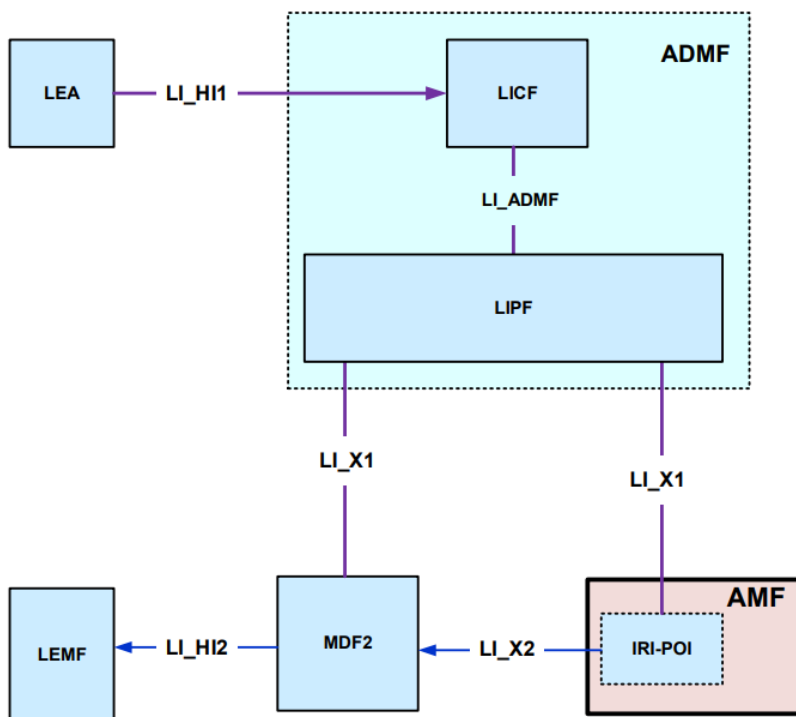 ADMF
LEA
LI_HI1
LICF
LI_ADMF
LIPF
LI_X1
LI_X1
AMF
LEMF
LI_HI2
MDF2
LI_X2
IRI-POI